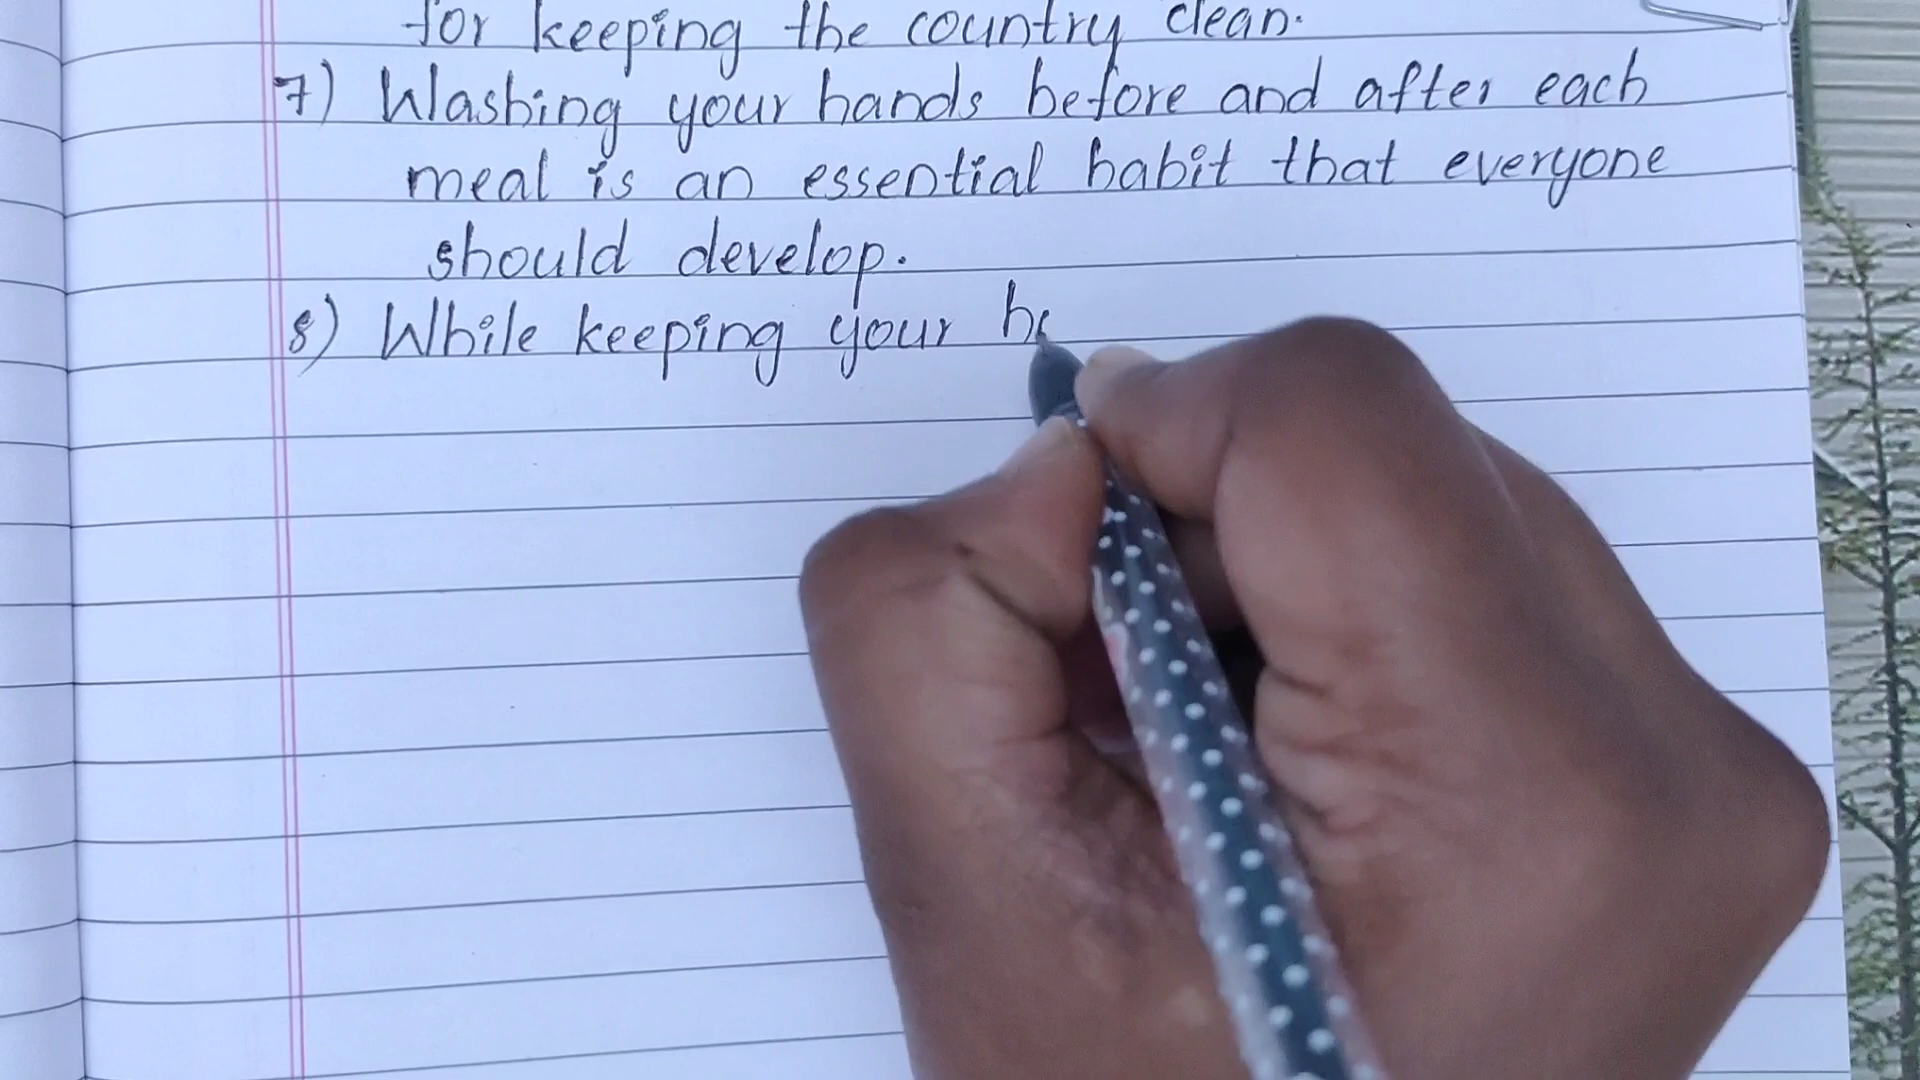 for keeping the country clean.
7) Washing your hands before and after each
meal is an essential habit that everyone
should develop.
8) While keeping your